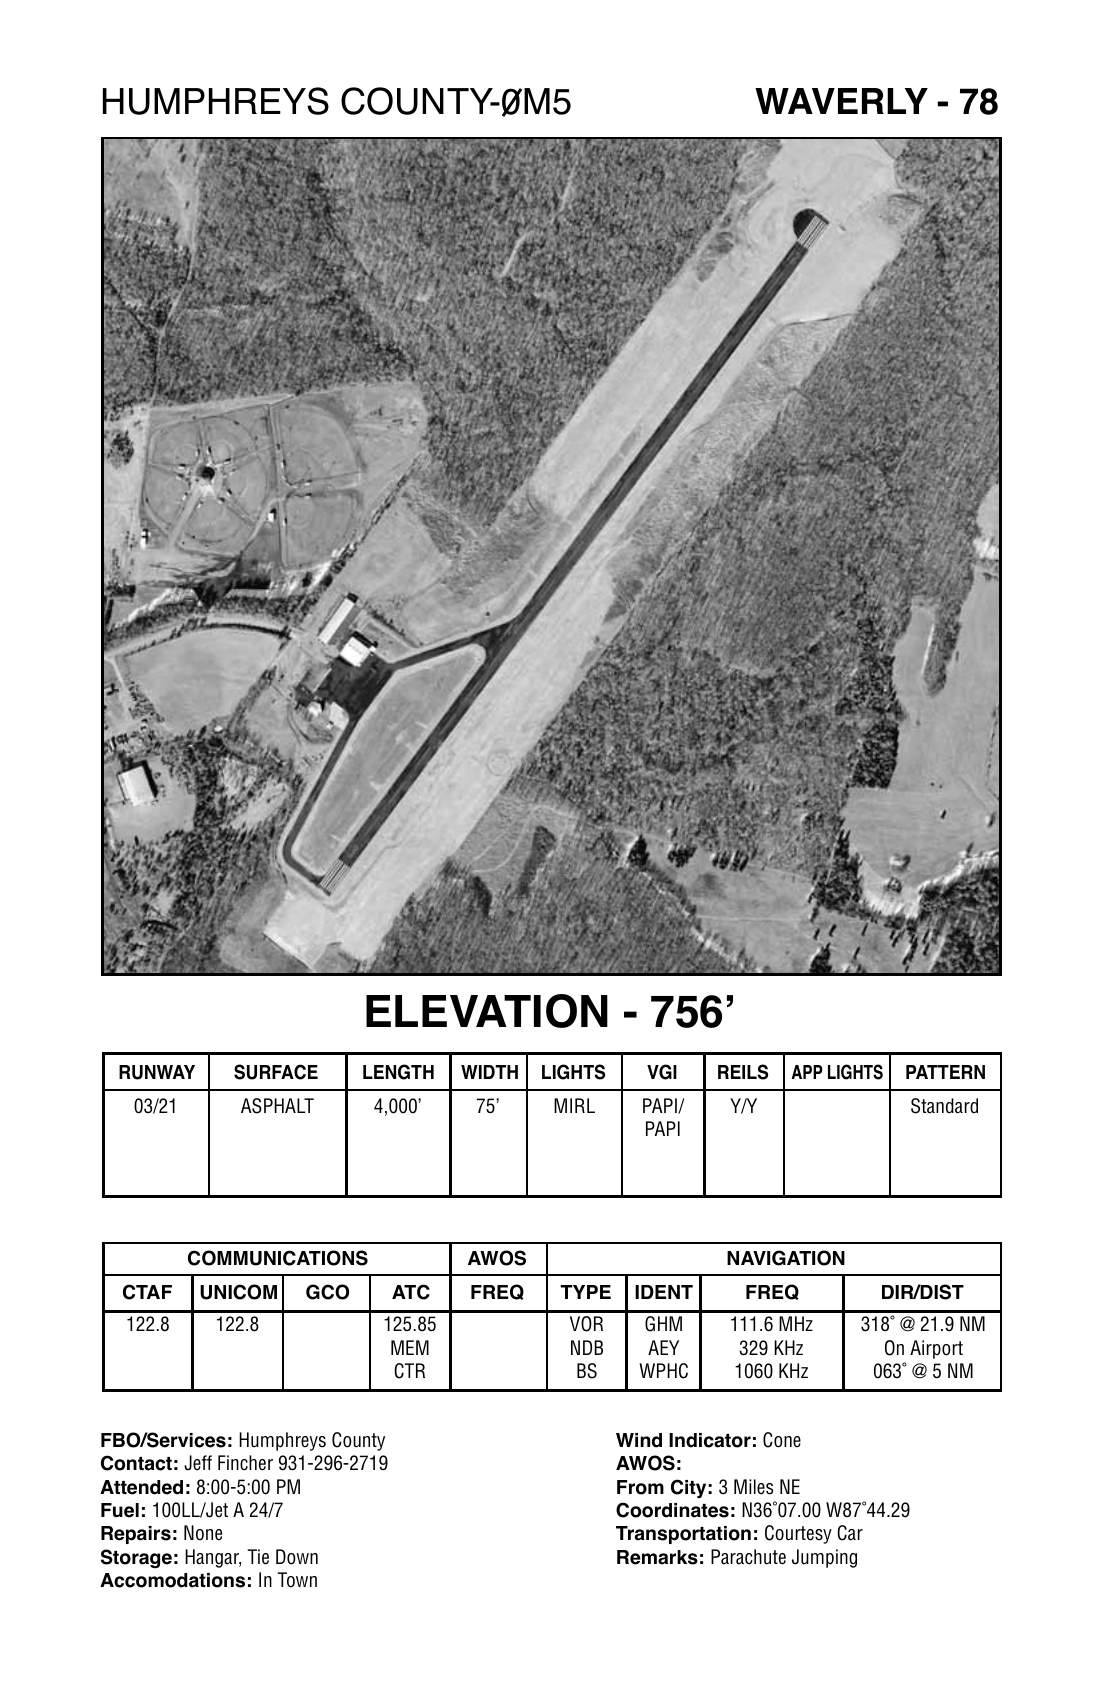 HUMPHREYS COUNTY-ØM5 WAVERLY - 78
ELEVATION - 756’
RUNWAY SURFACE LENGTH WIDTH LIGHTS VGI REILS APP LIGHTS PATTERN
03/21 ASPHALT 4,000’ 75’ MIRL PAPI/ Y/Y Standard
PAPI
COMMUNICATIONS AWOS NAVIGATION
CTAF UNICOM GCO ATC FREQ TYPE IDENT FREQ DIR/DIST
122.8 122.8 125.85 VOR GHM 111.6 MHz 318˚ @ 21.9 NM
MEM NDB AEY 329 KHz On Airport
CTR BS WPHC 1060 KHz 063˚ @ 5 NM
FBO/Services: Humphreys County
Contact: Jeff Fincher 931-296-2719
Attended: 8:00-5:00 PM
Fuel: 100LL/Jet A 24/7
Repairs: None
Storage: Hangar, Tie Down
Accomodations: In Town
Wind Indicator: Cone
AWOS:
From City: 3 Miles NE
Coordinates: N36˚07.00 W87˚44.29
Transportation: Courtesy Car
Remarks: Parachute Jumping